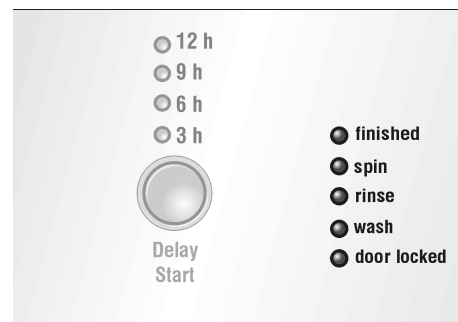 12 h
9 h
6 h
3 h
Delay
Start
finished
spin
rinse
wash
door locked